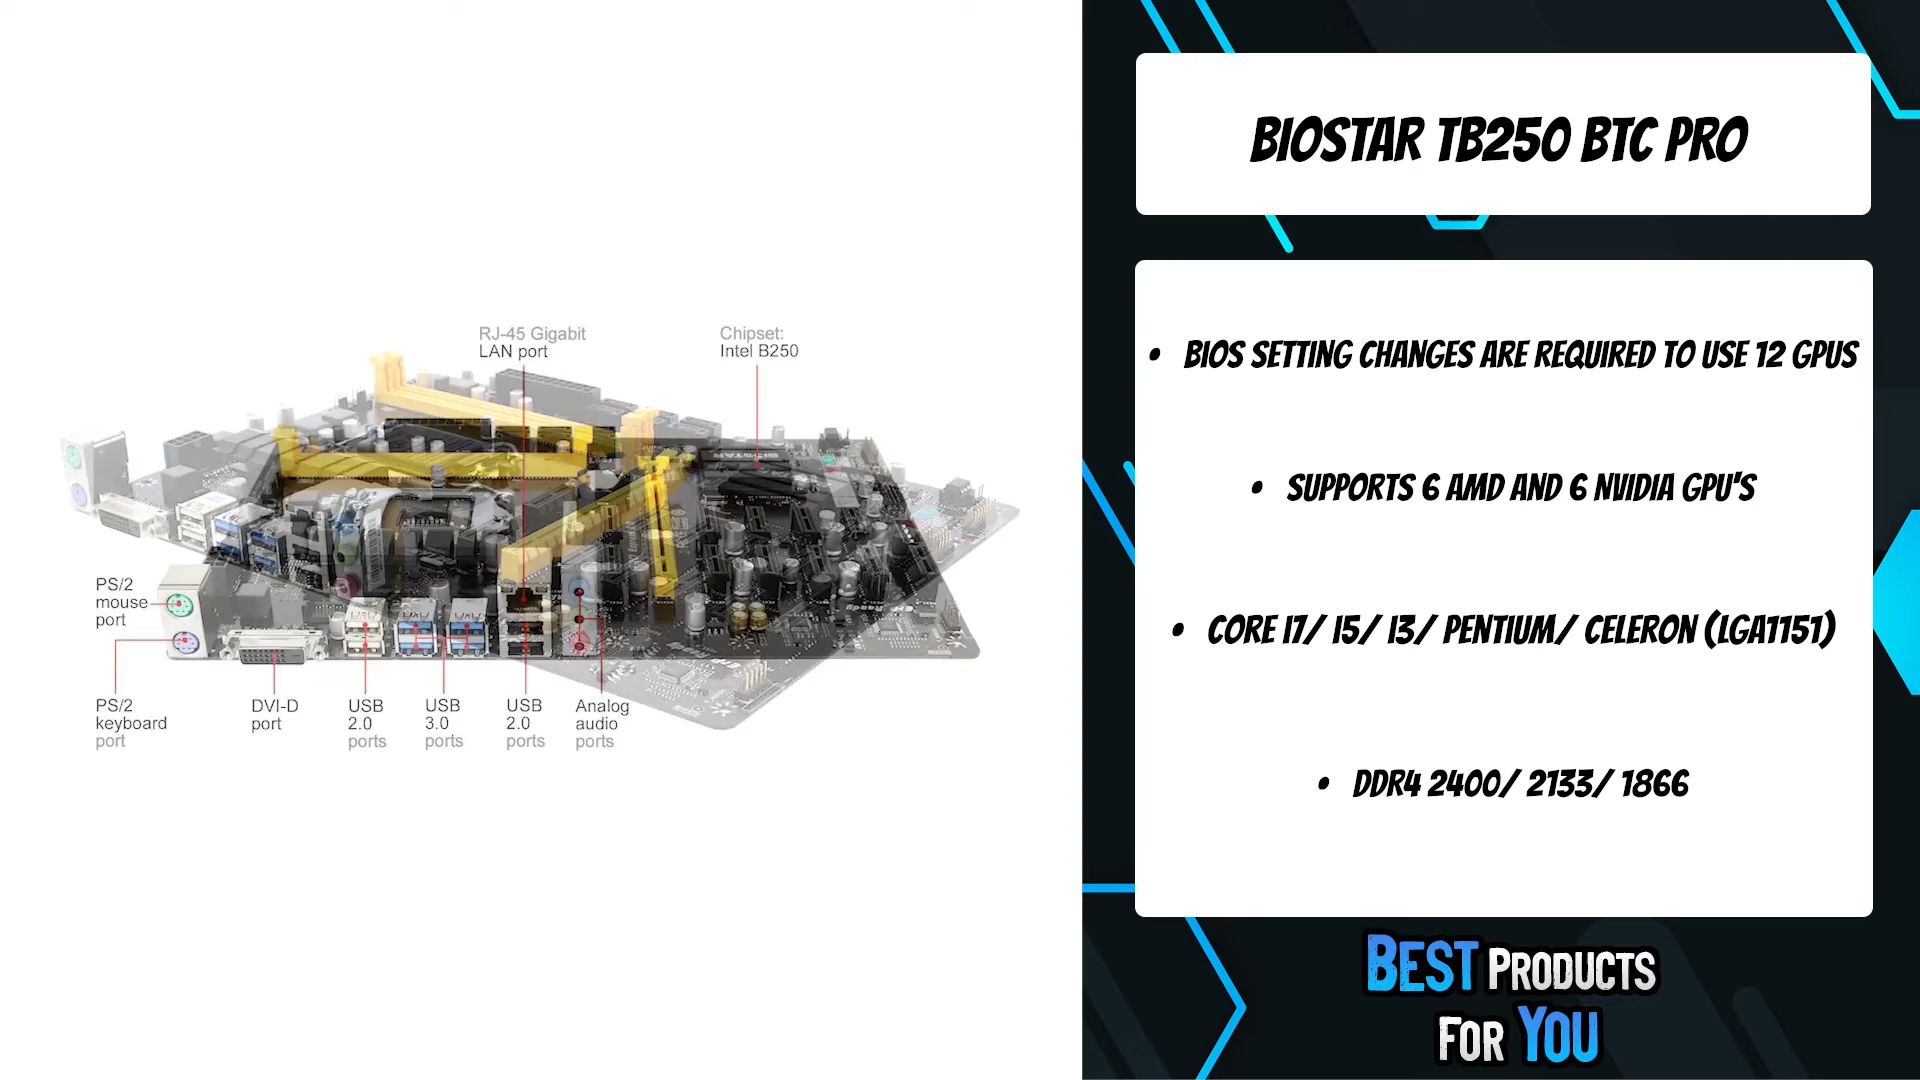 BIOSTAR TB250 BTC PRO
• BIOS SETTING CHANGES ARE REQUIRED TO USE 12 GPUS
• SUPPORTS 6 AMD AND 6 NVIDIA GPU'S
• CORE I7/ I5/ I3/ PENTIUM/ CELERON (LGA1151)
• DDR4 2400/ 2133/ 1866
RJ-45 Gigabit
LAN port
Chipset:
Intel B250
PS/2
mouse
port
PS/2
keyboard
port
DVI-D
port
USB
2.0
ports
USB
3.0
ports
USB
2.0
ports
Analog
audio
ports
BEST PRODUCTS
FOR YOU